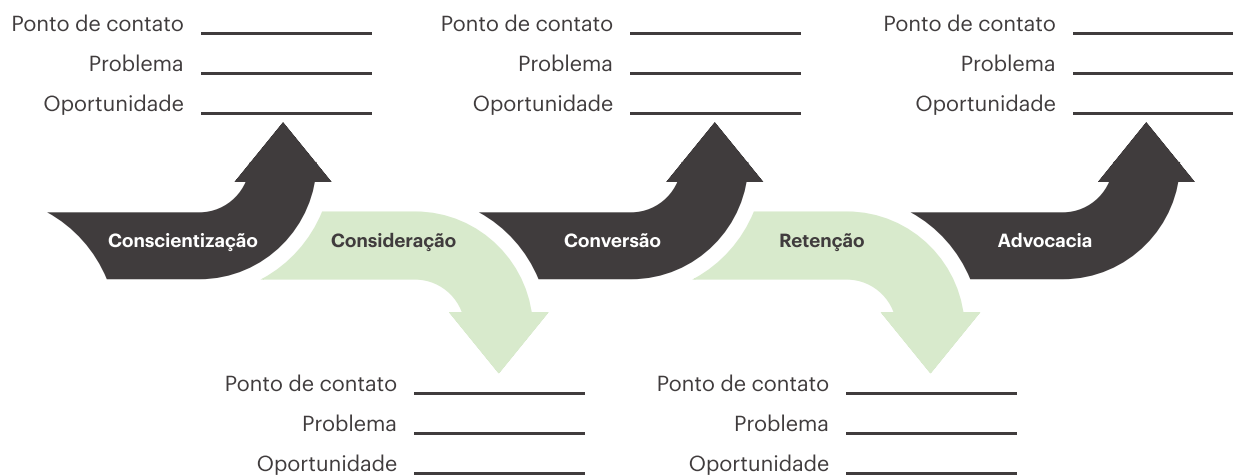 Ponto de contato
Problema
Oportunidade
Ponto de contato
Problema
Oportunidade
Ponto de contato
Problema
Oportunidade
Conscientização
Consideração
Conversão
Retenção
Advocacia
Ponto de contato
Problema
Oportunidade
Ponto de contato
Problema
Oportunidade